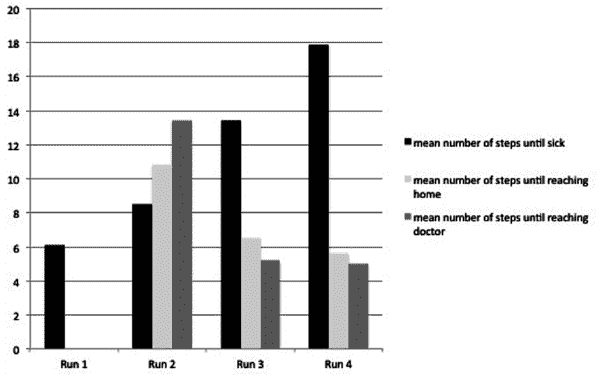 20
18
16
14
12
10
8
6
4
2
0
Run 1 Run 2 Run 3 Run 4
mean number of steps until sick
mean number of steps until reaching
home
mean number of steps until reaching
doctor